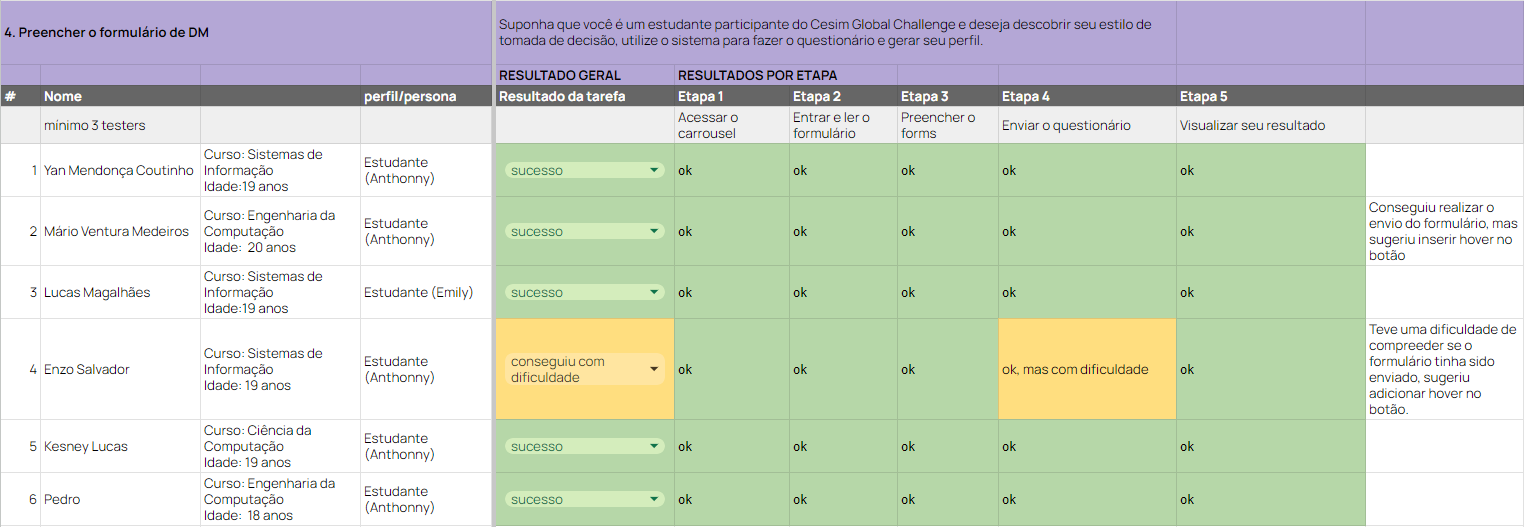 4. Preencher o formulário de DM
Suponha que você é um estudante participante do Cesim Global Challenge e deseja descobrir seu estilo de
tomada de decisão, utilize o sistema para fazer o questionário e gerar seu perfil.
RESULTADO GERAL
RESULTADOS POR ETAPA
#
Nome
perfil/persona
Resultado da tarefa
Etapa 1
Etapa 2
Etapa 3
Etapa 4
Etapa 5
mínimo 3 testers
Acessar o
carrousel
Entrar e ler o
formulário
Preencher o
forms
Enviar o questionário
Visualizar seu resultado
1
Yan Mendonça Coutinho
Curso: Sistemas de
Informação
Idade:19 anos
Estudante
(Anthonny)
sucesso
ok
ok
ok
ok
ok
2
Mário Ventura Medeiros
Curso: Engenharia da
Computação
Idade: 20 anos
Estudante
(Anthonny)
sucesso
ok
ok
ok
ok
ok
Conseguiu realizar o
envio do formulário, mas
sugeriu inserir hover no
botão
3
Lucas Magalhães
Curso: Sistemas de
Informação
Idade:19 anos
Estudante (Emily)
sucesso
ok
ok
ok
ok
ok
4
Enzo Salvador
Curso: Sistemas de
Informação
Idade: 19 anos
Estudante
(Anthonny)
conseguiu com
dificuldade
ok
ok
ok
ok, mas com dificuldade
ok
Teve uma dificuldade de
compreender se o
formulário tinha sido
enviado, sugeriu
adicionar hover no
botão.
5
Kesney Lucas
Curso: Ciência da
Computação
Idade: 19 anos
Estudante
(Anthonny)
sucesso
ok
ok
ok
ok
ok
6
Pedro
Curso: Engenharia da
Computação
Idade: 18 anos
Estudante
(Anthonny)
sucesso
ok
ok
ok
ok
ok